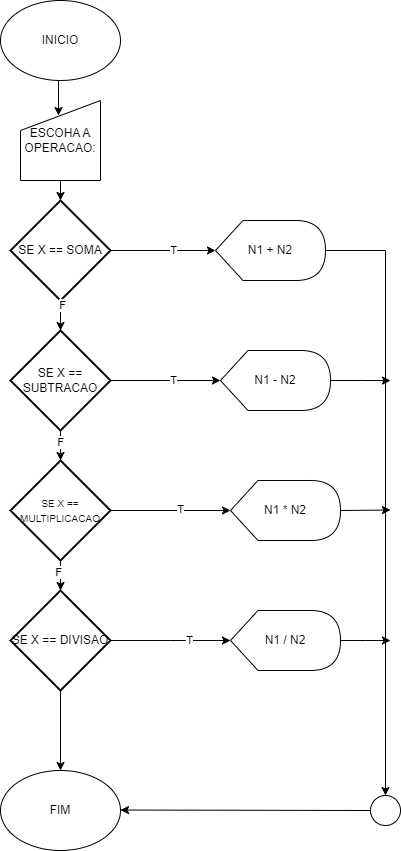 INICIO
ESCOHA A
OPERACAO:
SE X == SOMA
T
N1 + N2
F
SE X ==
SUBTRACAO
T
N1 - N2
F
SE X ==
MULTIPLICACAO
T
N1 * N2
F
SE X == DIVISAO
T
N1 / N2
FIM